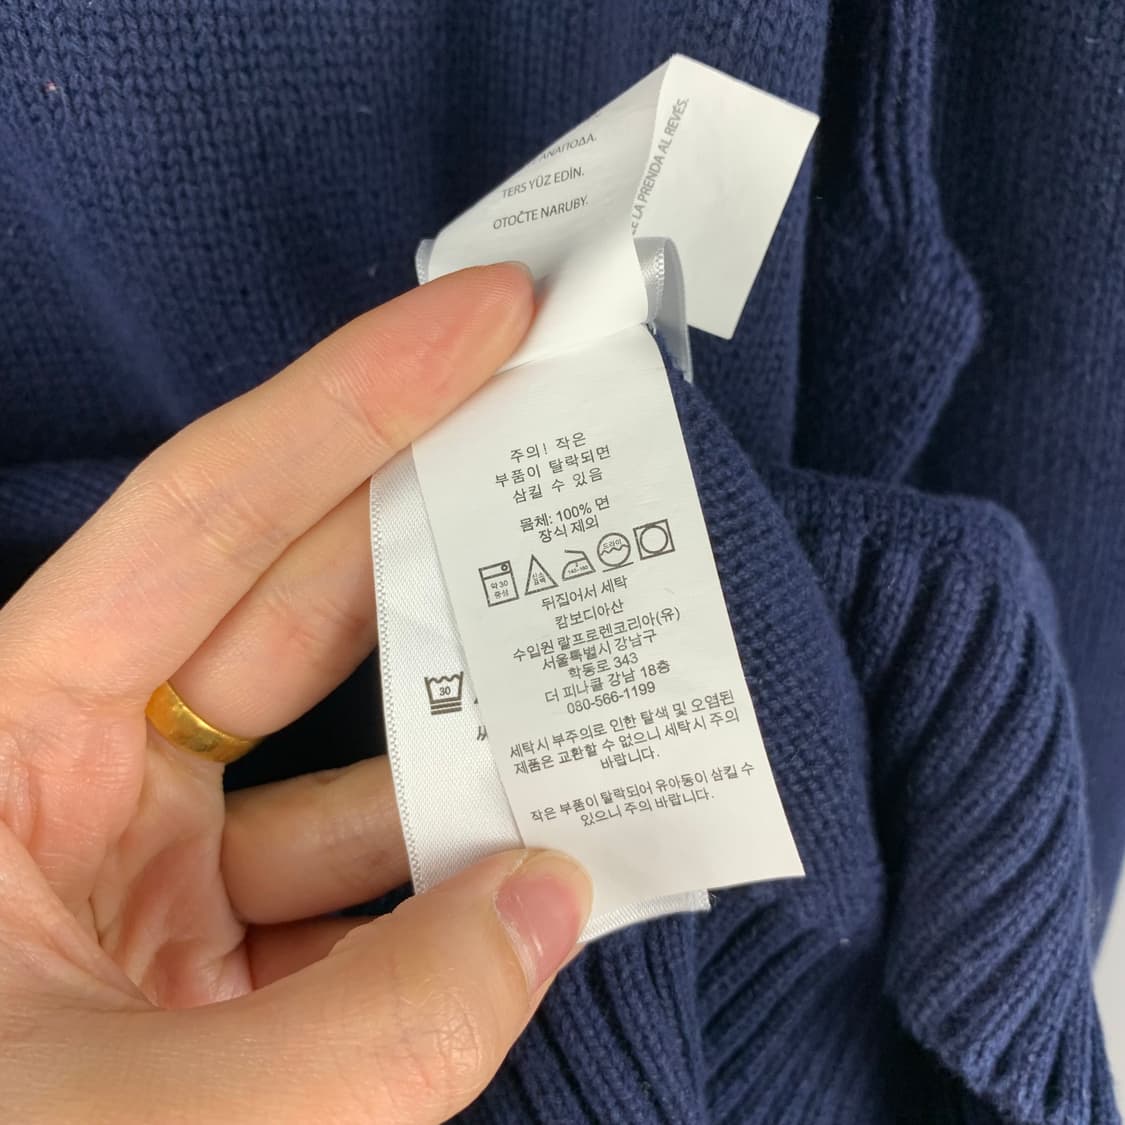 ΑΝΑΠΟΔΑ.
TERS YÜZ EDİN.
OTOČTE NARUBY.
LA PRENDA AL REVÉS.
주의! 작은
부품이 탈락되면
삼킬 수 있음
몸체: 100% 면
장식 제외
약 30
중성
산소
표백
2
140-160
드라이
뒤집어서 세탁
캄보디아산
수입원 랄프로렌코리아(유)
서울특별시 강남구
학동로 343
더 피나클 강남 18층
080-566-1199
세탁시 부주의로 인한 탈색 및 오염된
제품은 교환할 수 없으니 세탁시 주의
바랍니다.
작은 부품이 탈락되어 유아동이 삼킬 수
있으니 주의 바랍니다.
30